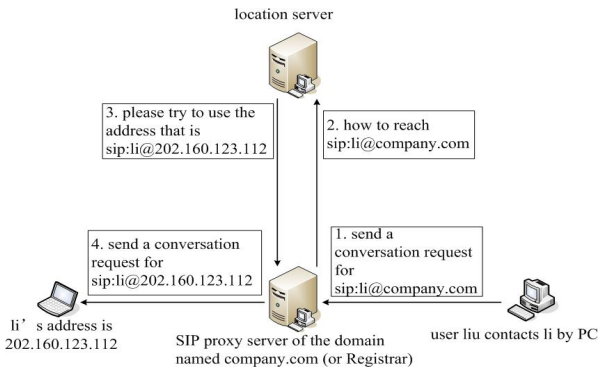 location server
3. please try to use the
address that is
sip:li@202.160.123.112
2. how to reach
sip:li@company.com
4. send a conversation
request for
sip:li@202.160.123.112
1. send a
conversation request
for
sip:li@company.com
li’s address is
202.160.123.112
SIP proxy server of the domain
named company.com (or Registrar)
user liu contacts li by PC